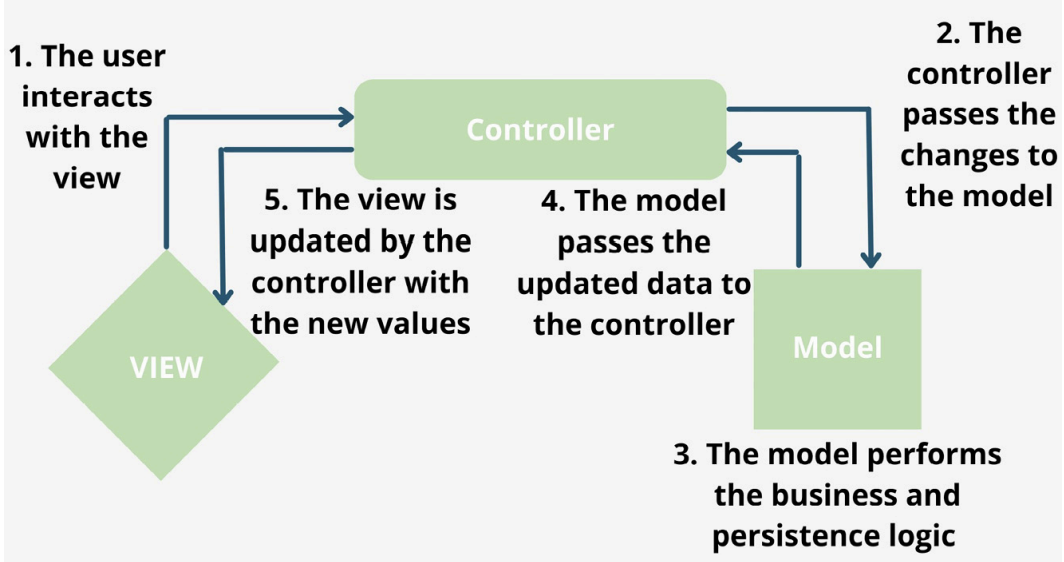 1. The user
interacts
with the
view
Controller
2. The
controller
passes the
changes to
the model
5. The view is
updated by the
controller with
the new values
4. The model
passes the
updated data to
the controller
VIEW
Model
3. The model performs
the business and
persistence logic